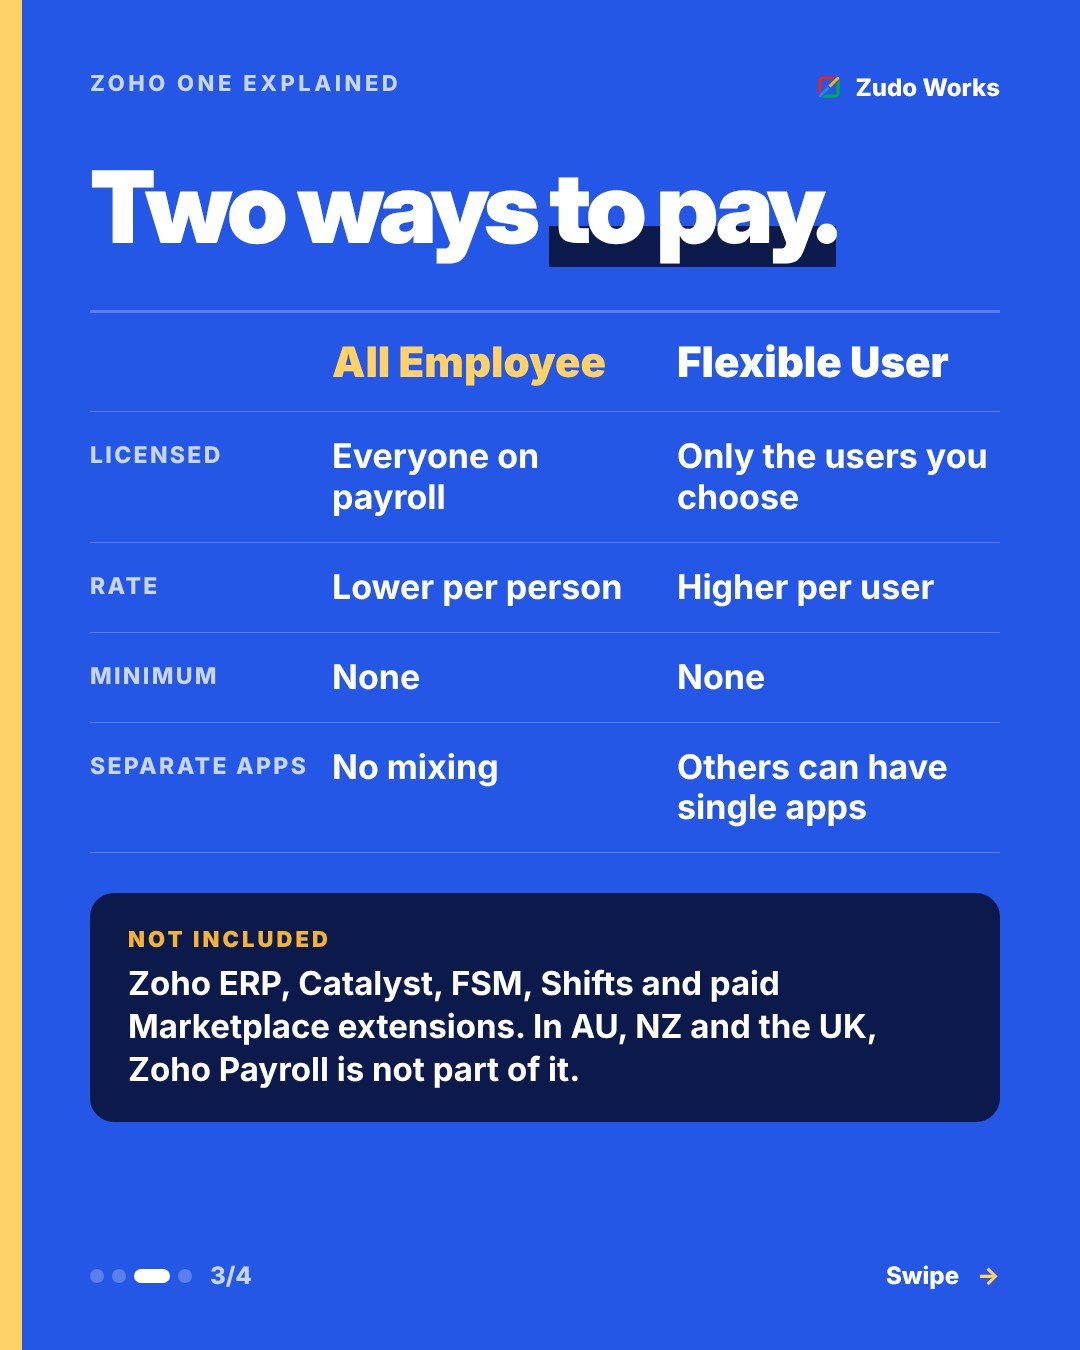 ZOHO ONE EXPLAINED
Zudo Works
Two ways to pay.
All Employee Flexible User
LICENSED Everyone on payroll Only the users you choose
RATE Lower per person Higher per user
MINIMUM None None
SEPARATE APPS No mixing Others can have single apps
NOT INCLUDED
Zoho ERP, Catalyst, FSM, Shifts and paid
Marketplace extensions. In AU, NZ and the UK,
Zoho Payroll is not part of it.
3/4
Swipe →